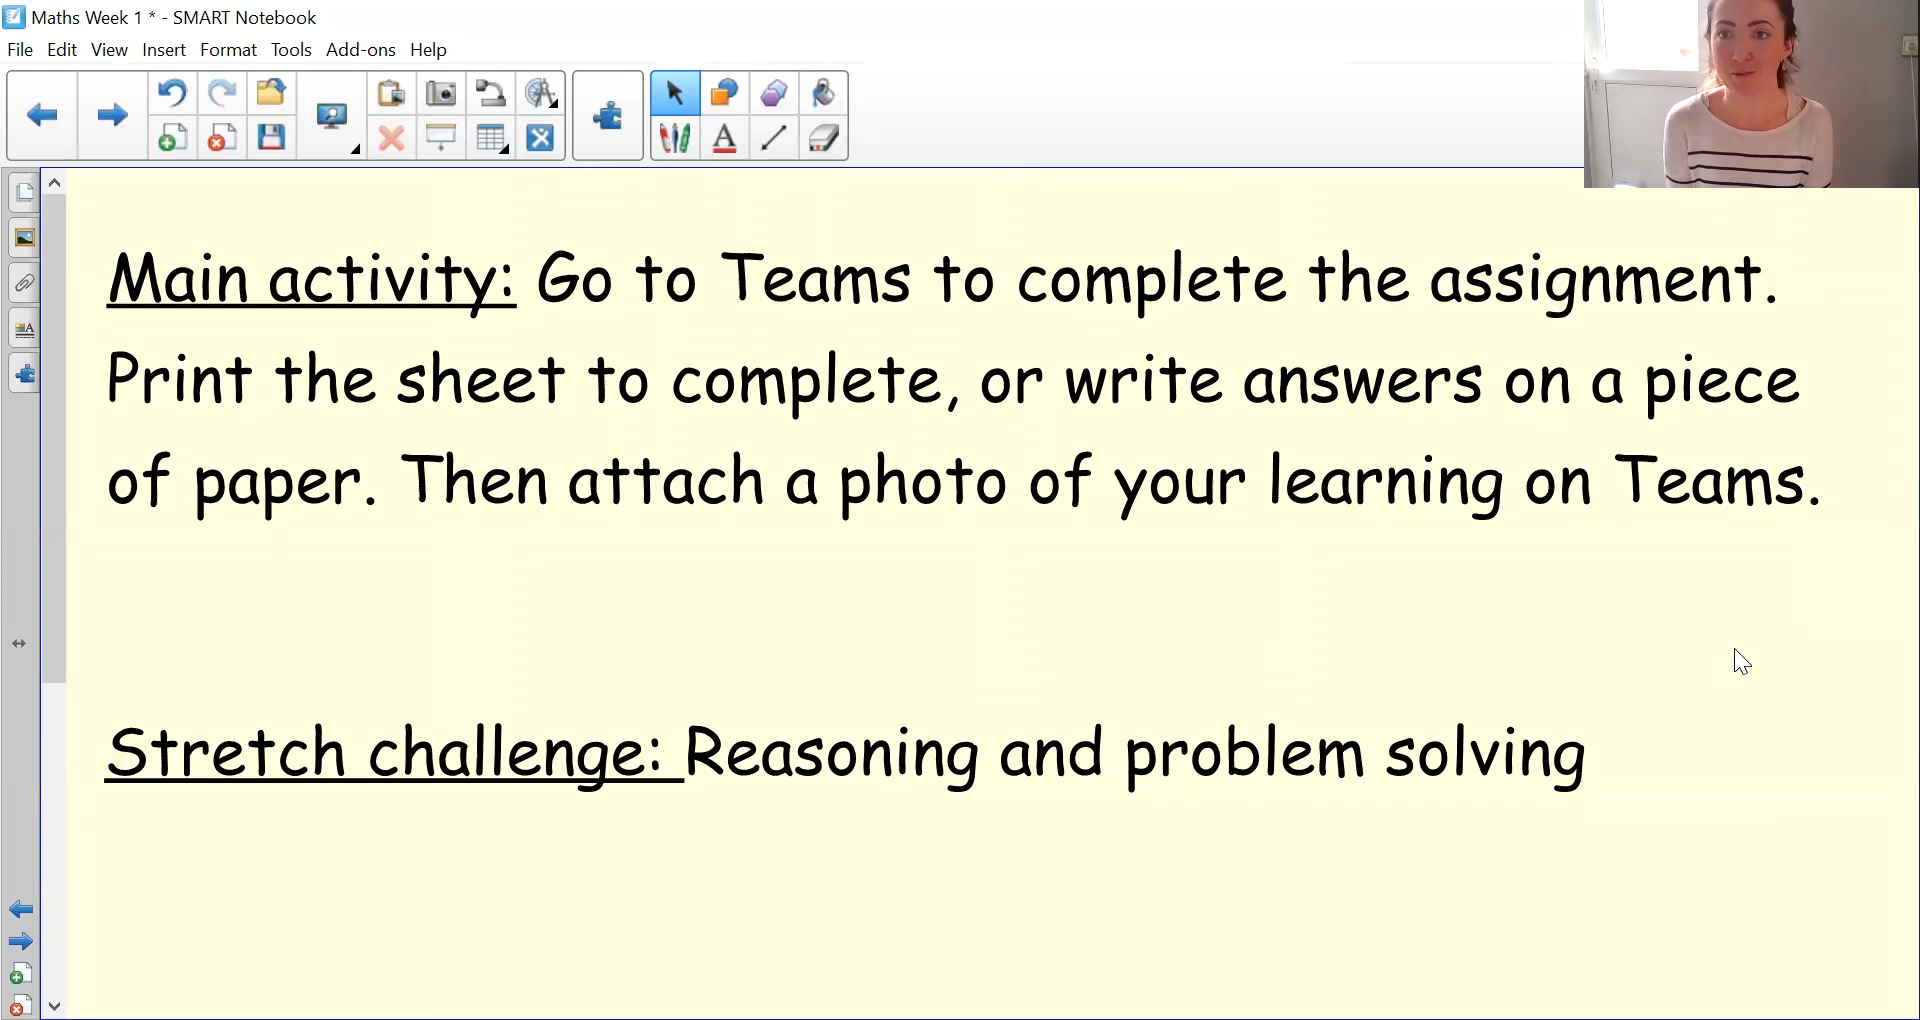 Maths Week 1 * - SMART Notebook
File Edit View Insert Format Tools Add-ons Help
Main activity: Go to Teams to complete the assignment.
Print the sheet to complete, or write answers on a piece
of paper. Then attach a photo of your learning on Teams.
Stretch challenge: Reasoning and problem solving